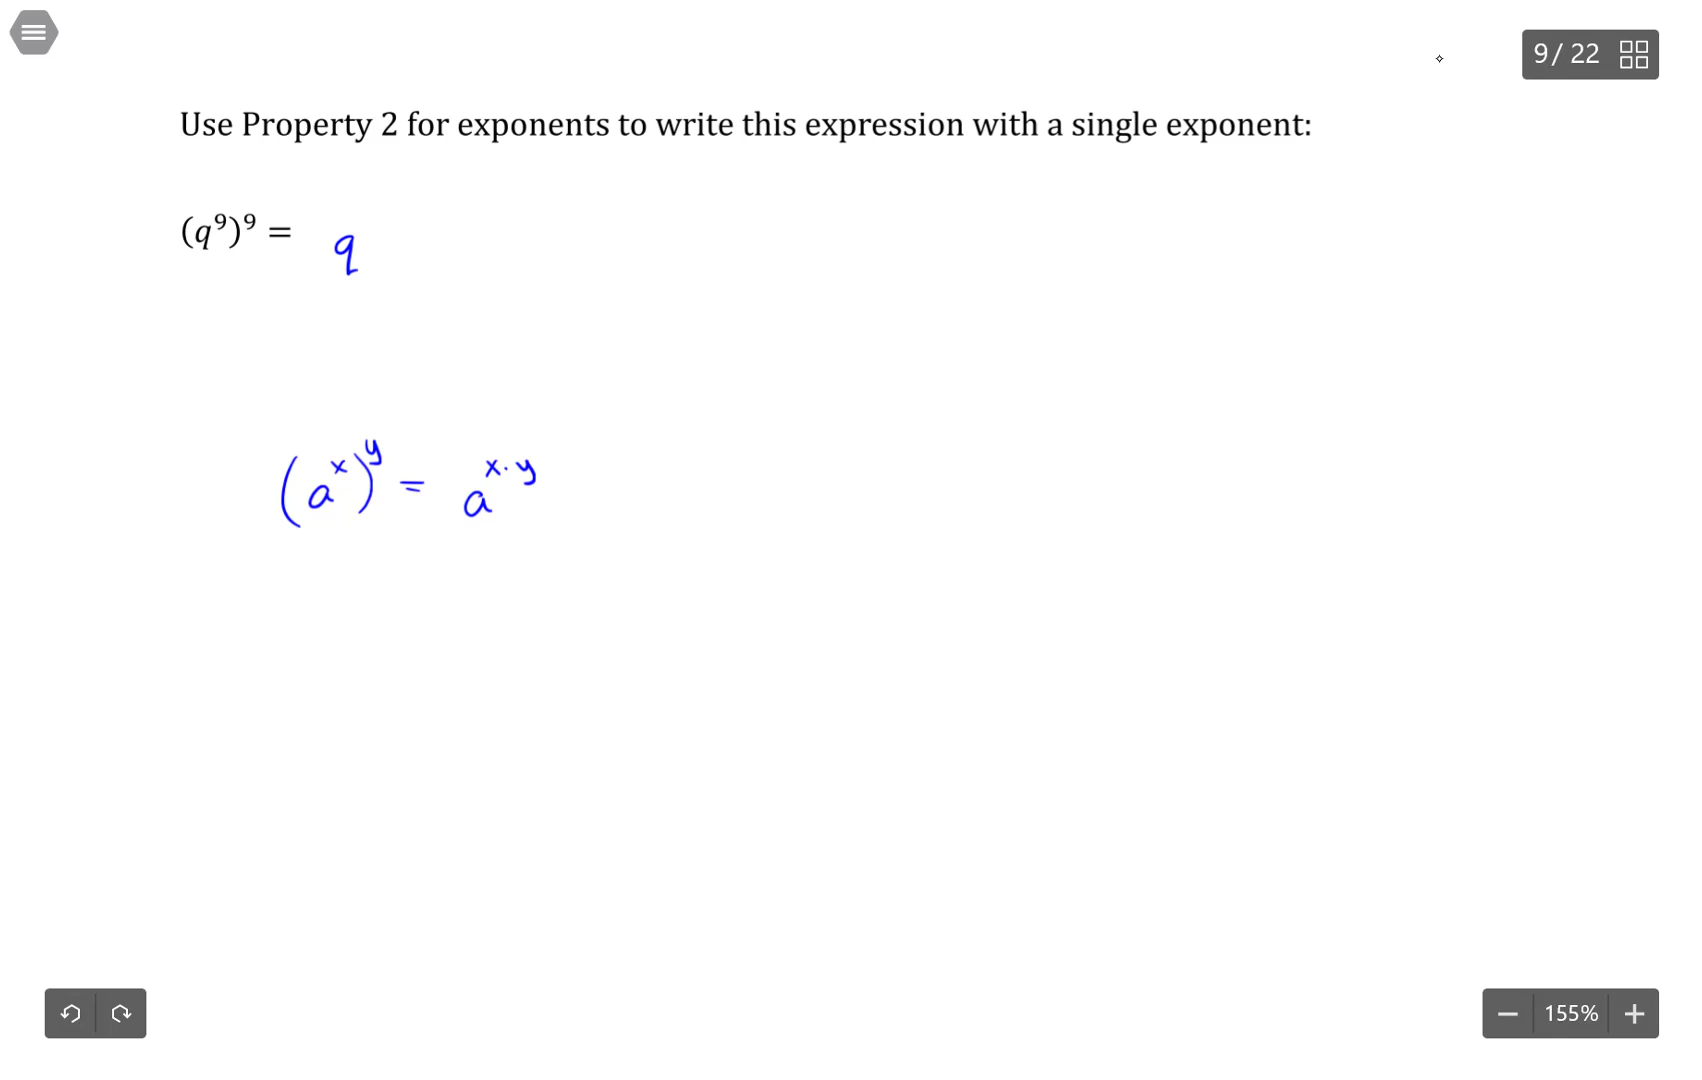 9/ 22
Use Property 2 for exponents to write this expression with a single exponent:
(q⁹)⁹ = q
(aˣ)ʸ = aˣ·ʸ
155%